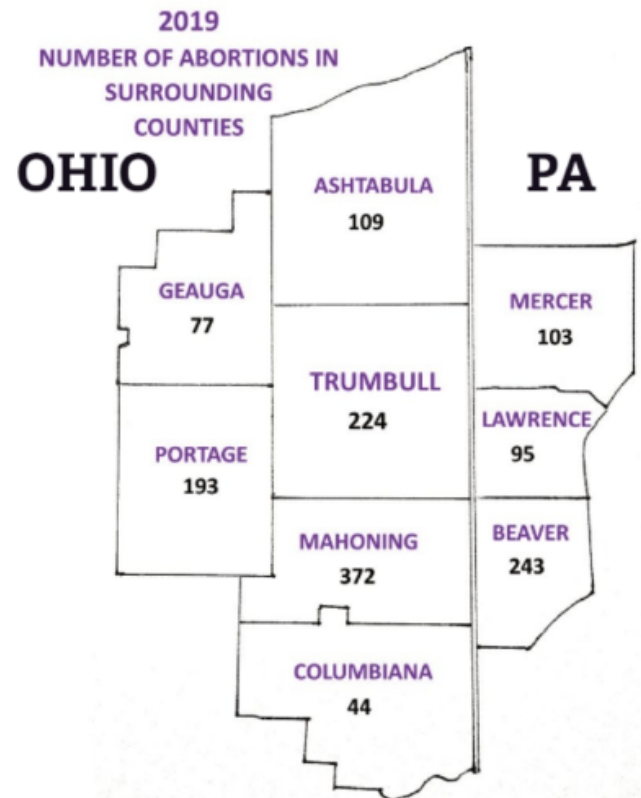 2019
NUMBER OF ABORTIONS IN
SURROUNDING
COUNTIES
OHIO
PA
ASHTABULA
109
GEAUGA
77
MERCER
103
TRUMBULL
224
LAWRENCE
95
PORTAGE
193
MAHONING
372
BEAVER
243
COLUMBIANA
44